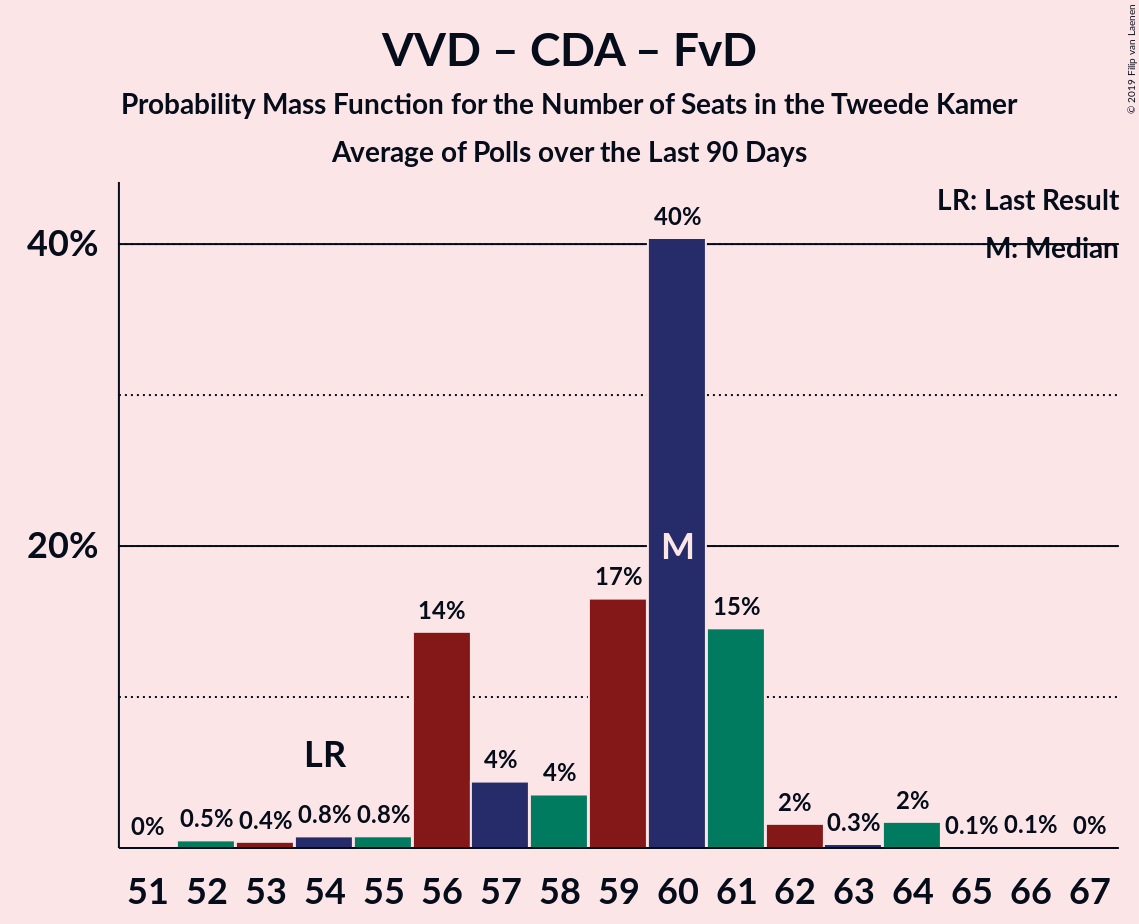 VVD – CDA – FvD
Probability Mass Function for the Number of Seats in the Tweede Kamer
Average of Polls over the Last 90 Days
© 2019 Filip van Laenen
LR: Last Result
M: Median
40%
20%
0%
0.5%
0.4%
0.8%
0.8%
14%
4%
4%
17%
40%
15%
2%
0.3%
2%
0.1%
0.1%
0%
LR
M
51 52 53 54 55 56 57 58 59 60 61 62 63 64 65 66 67